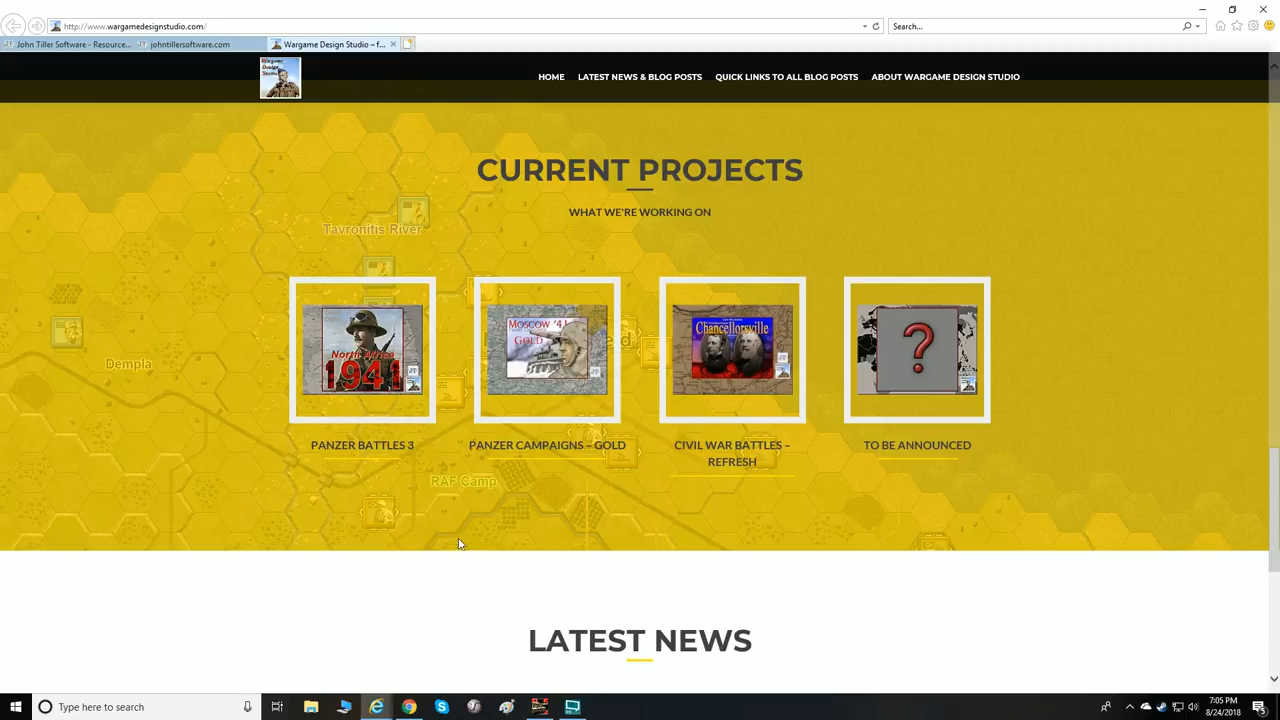 http://www.wargamedesignstudio.com/
Search...
John Tiller Software - Resource...
johntillersoftware.com
Wargame Design Studio – f...
Wargame Design Studio
HOME
LATEST NEWS & BLOG POSTS
QUICK LINKS TO ALL BLOG POSTS
ABOUT WARGAME DESIGN STUDIO
CURRENT PROJECTS
WHAT WE'RE WORKING ON
Tavronitis River
Dempla
RAF Camp
North Africa
1941
MOSCOW '41
GOLD
Chancellorsville
?
PANZER BATTLES 3
PANZER CAMPAIGNS – GOLD
CIVIL WAR BATTLES –
REFRESH
TO BE ANNOUNCED
LATEST NEWS
Type here to search
7:05 PM
8/24/2018